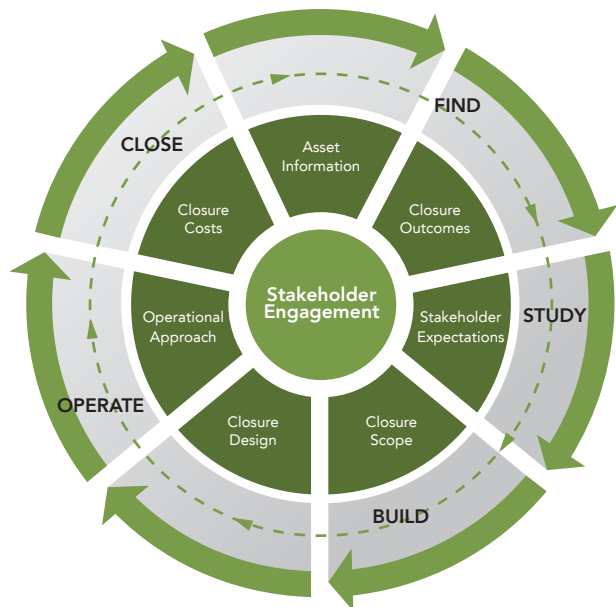 FIND
CLOSE
Asset
Information
Closure
Costs
Closure
Outcomes
Stakeholder
Engagement
Operational
Approach
Stakeholder
Expectations
STUDY
OPERATE
Closure
Design
Closure
Scope
BUILD